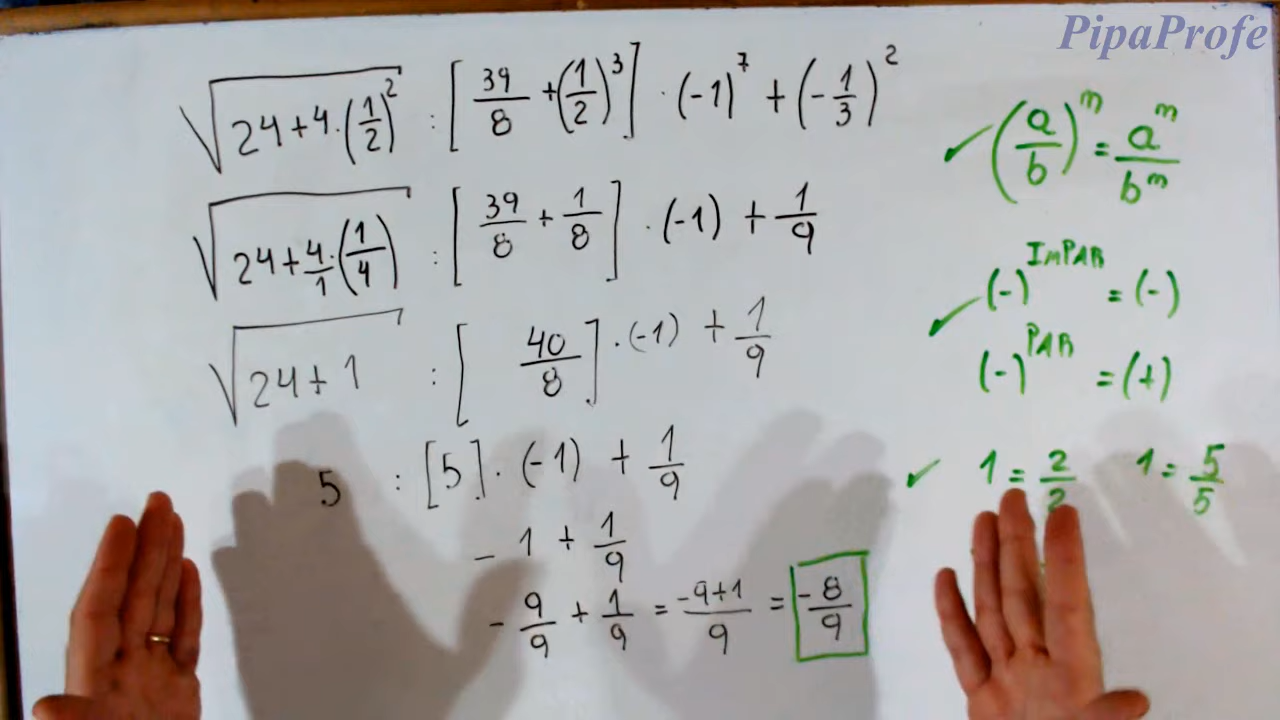 PipaProfe
√(24+4·(1/2)²) : [39/8 + (1/2)³] · (-1)⁷ + (-1/3)²
√(24+4/1·(1/4)) : [39/8 + 1/8] · (-1) + 1/9
√(24+1) : [40/8] · (-1) + 1/9
5 : [5] · (-1) + 1/9
- 1 + 1/9
- 9/9 + 1/9 = -9+1/9 = -8/9
✓ (a/b)^m = a^m/b^m
(-)^ImPAR = (-)
✓
(-)^PAR = (+)
✓ 1 = 2/2 1 = 5/5